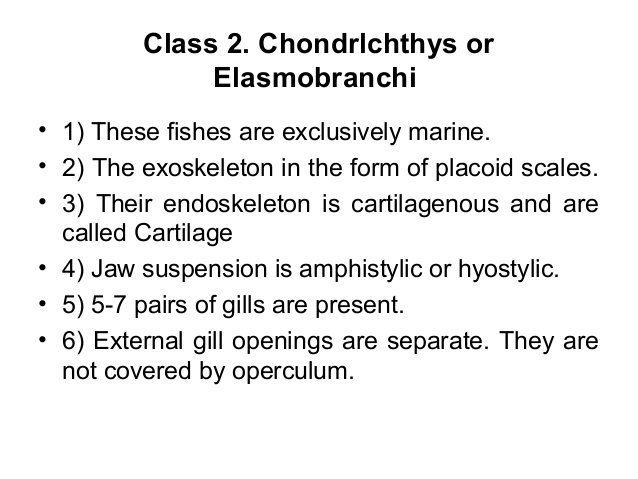 Class 2. ChondrIchthys or
Elasmobranchi
• 1) These fishes are exclusively marine.
• 2) The exoskeleton in the form of placoid scales.
• 3) Their endoskeleton is cartilagenous and are
called Cartilage
• 4) Jaw suspension is amphistylic or hyostylic.
• 5) 5-7 pairs of gills are present.
• 6) External gill openings are separate. They are
not covered by operculum.